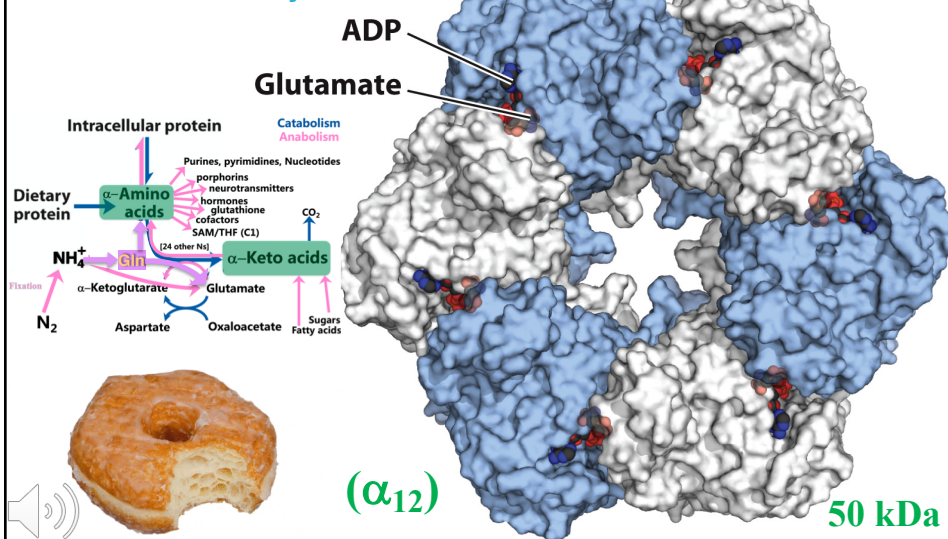 ADP
Glutamate
Intracellular protein
Catabolism
Anabolism
Purines, pyrimidines, Nucleotides
porphorins
neurotransmitters
hormones
glutathione
cofactors
SAM/THF (C1)
Dietary
protein
α–Amino
acids
CO₂
[24 other Ns]
NH₄⁺
Gln
α–Keto acids
Fixation
α-Ketoglutarate
Glutamate
N₂
Aspartate
Oxaloacetate
Sugars
Fatty acids
(α₁₂)
50 kDa